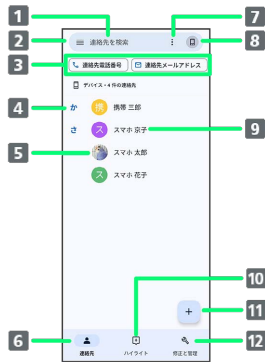 1
7
2
連絡先を検索
8
3
連絡先電話番号
連絡先メールアドレス
デバイス・4 件の連絡先
4
か
携
携帯 三郎
さ
ス
スマホ 京子
9
5
スマホ 太郎
ス
スマホ 花子
10
+
11
6
連絡先
ハイライト
修正と管理
12